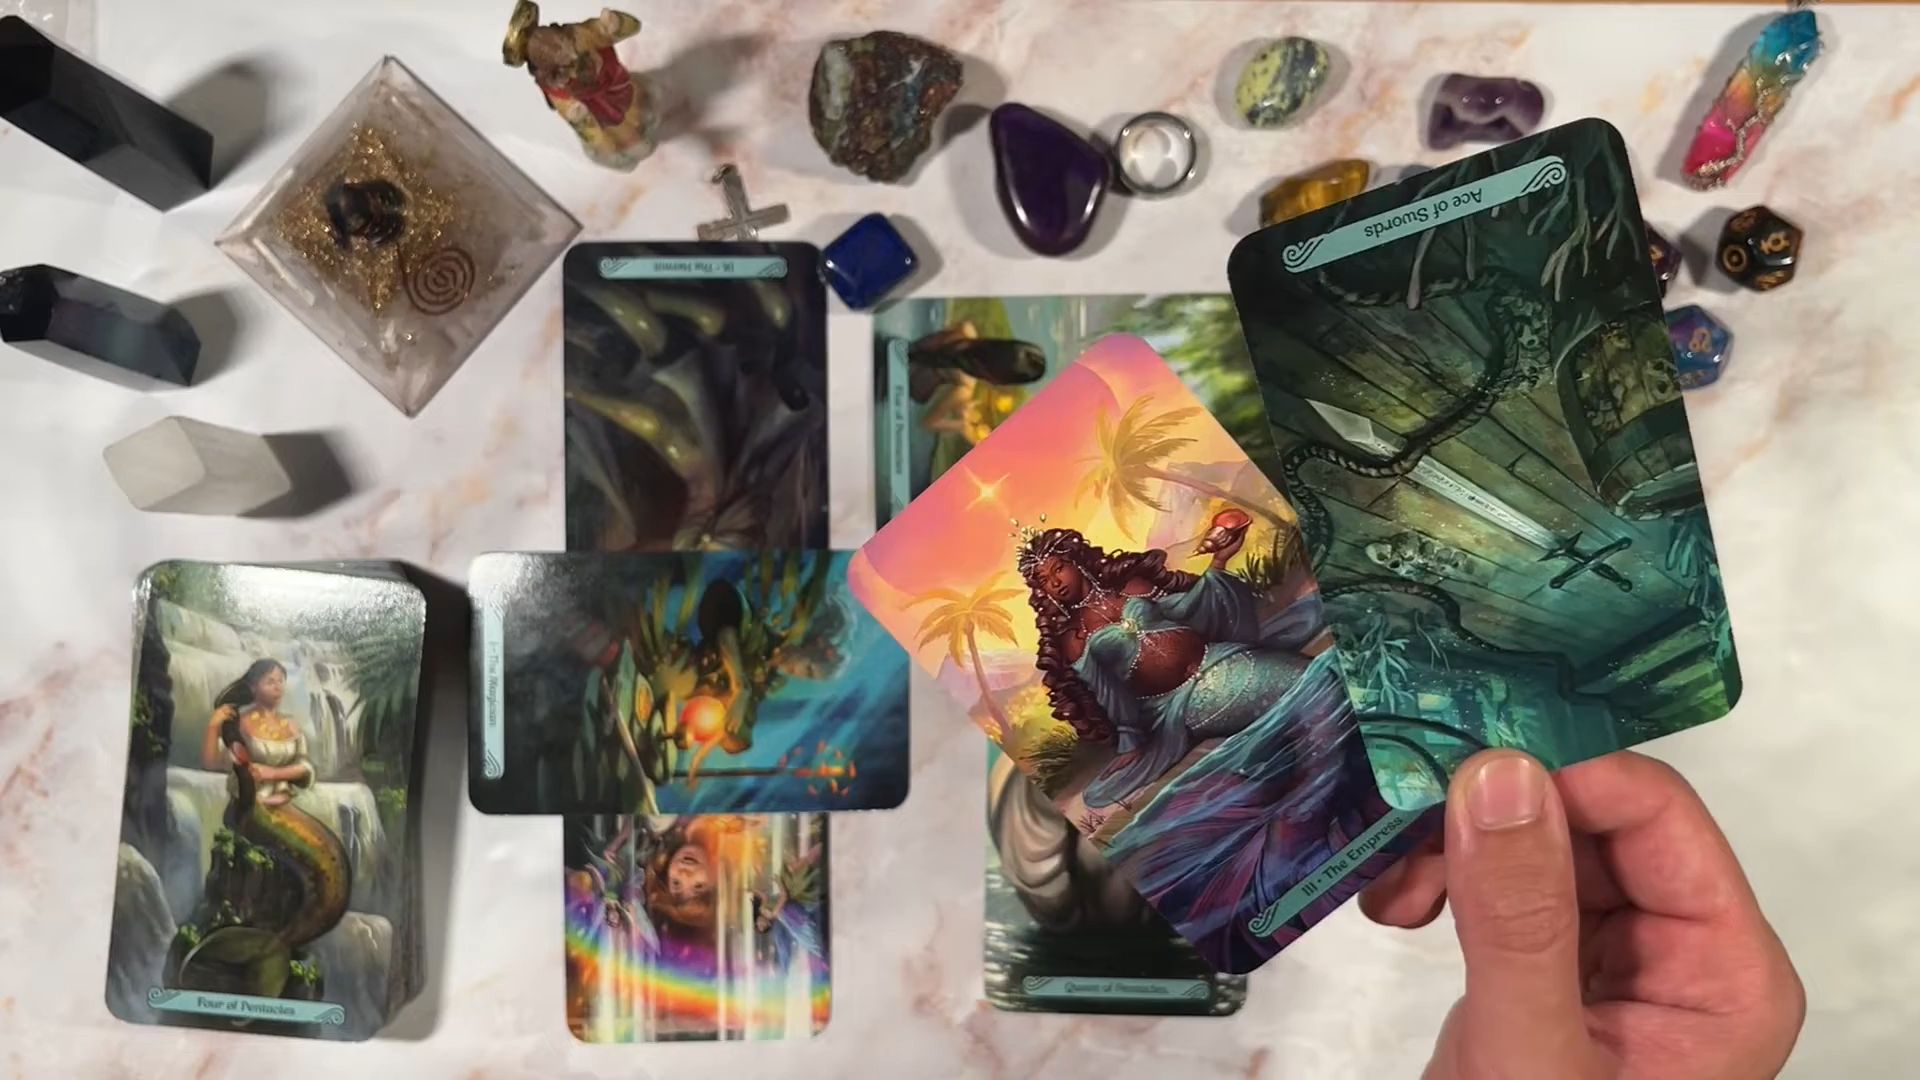 IX • The Hermit
Ace of Swords
Five of Pentacles
I • The Magician
III • The Empress
Queen of Pentacles
Four of Pentacles